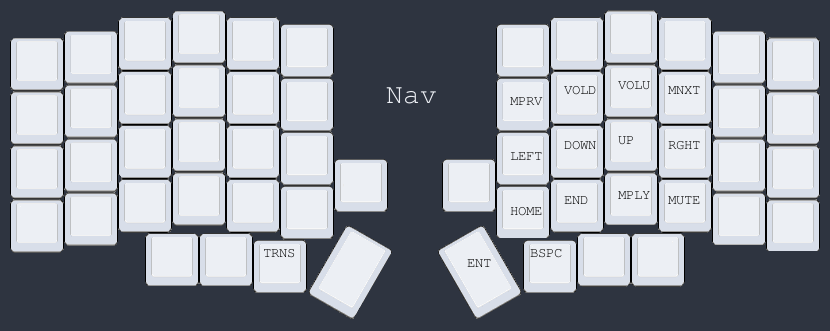 Nav
MPRV VOLD VOLU MNXT
LEFT DOWN UP RGHT
HOME END MPLY MUTE
TRNS ENT BSPC